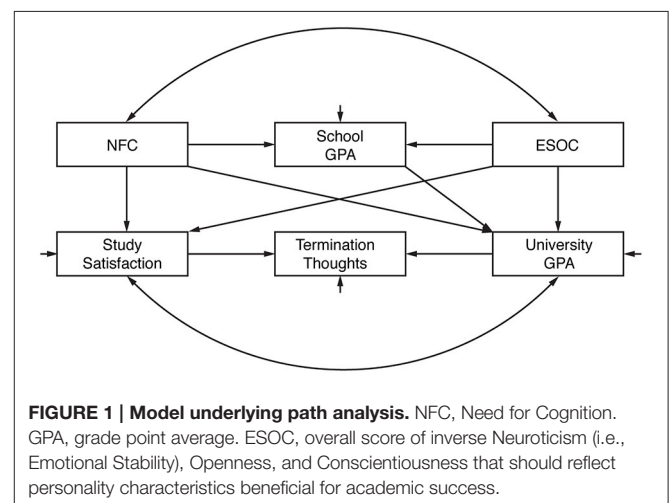 NFC
School
GPA
ESOC
Study
Satisfaction
Termination
Thoughts
University
GPA
FIGURE 1 | Model underlying path analysis. NFC, Need for Cognition.
GPA, grade point average. ESOC, overall score of inverse Neuroticism (i.e.,
Emotional Stability), Openness, and Conscientiousness that should reflect
personality characteristics beneficial for academic success.